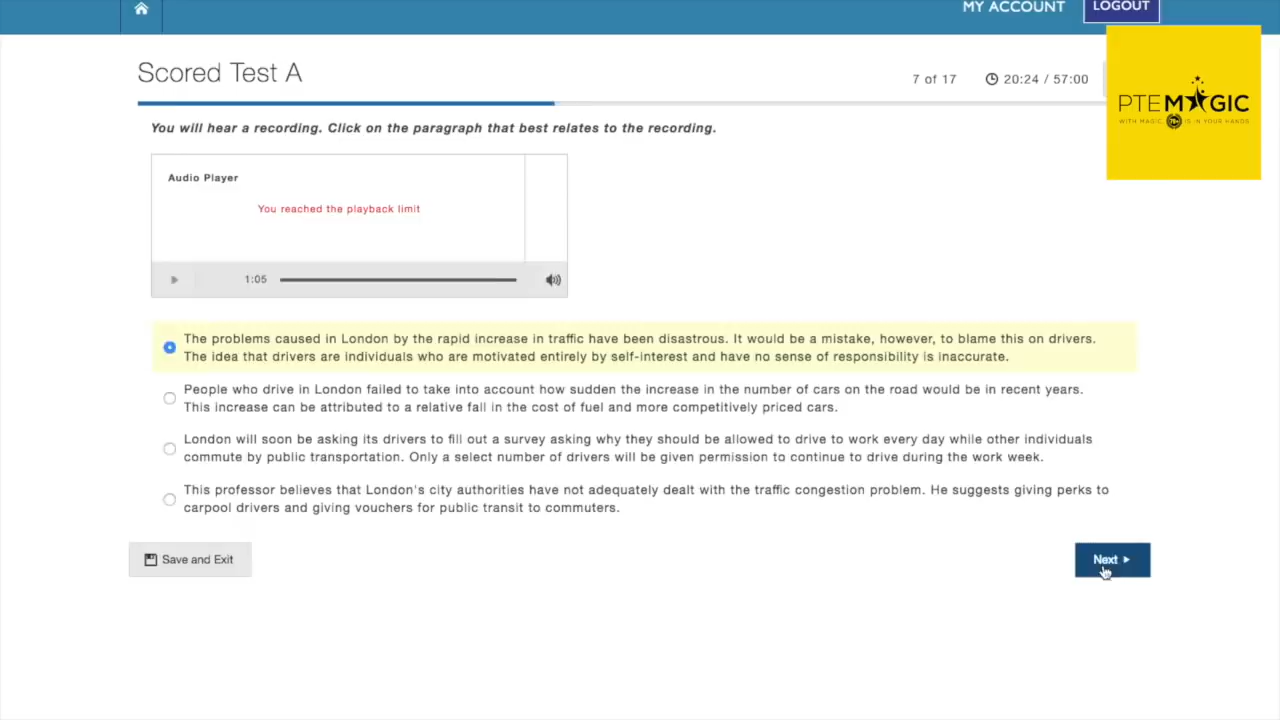 MY ACCOUNT
LOGOUT
Scored Test A
7 of 17
20:24 / 57:00
PTEMAGIC
WITH MAGIC 79+ IS IN YOUR HANDS
You will hear a recording. Click on the paragraph that best relates to the recording.
Audio Player
You reached the playback limit
1:05
The problems caused in London by the rapid increase in traffic have been disastrous. It would be a mistake, however, to blame this on drivers.
The idea that drivers are individuals who are motivated entirely by self-interest and have no sense of responsibility is inaccurate.
People who drive in London failed to take into account how sudden the increase in the number of cars on the road would be in recent years.
This increase can be attributed to a relative fall in the cost of fuel and more competitively priced cars.
London will soon be asking its drivers to fill out a survey asking why they should be allowed to drive to work every day while other individuals
commute by public transportation. Only a select number of drivers will be given permission to continue to drive during the work week.
This professor believes that London's city authorities have not adequately dealt with the traffic congestion problem. He suggests giving perks to
carpool drivers and giving vouchers for public transit to commuters.
Save and Exit
Next